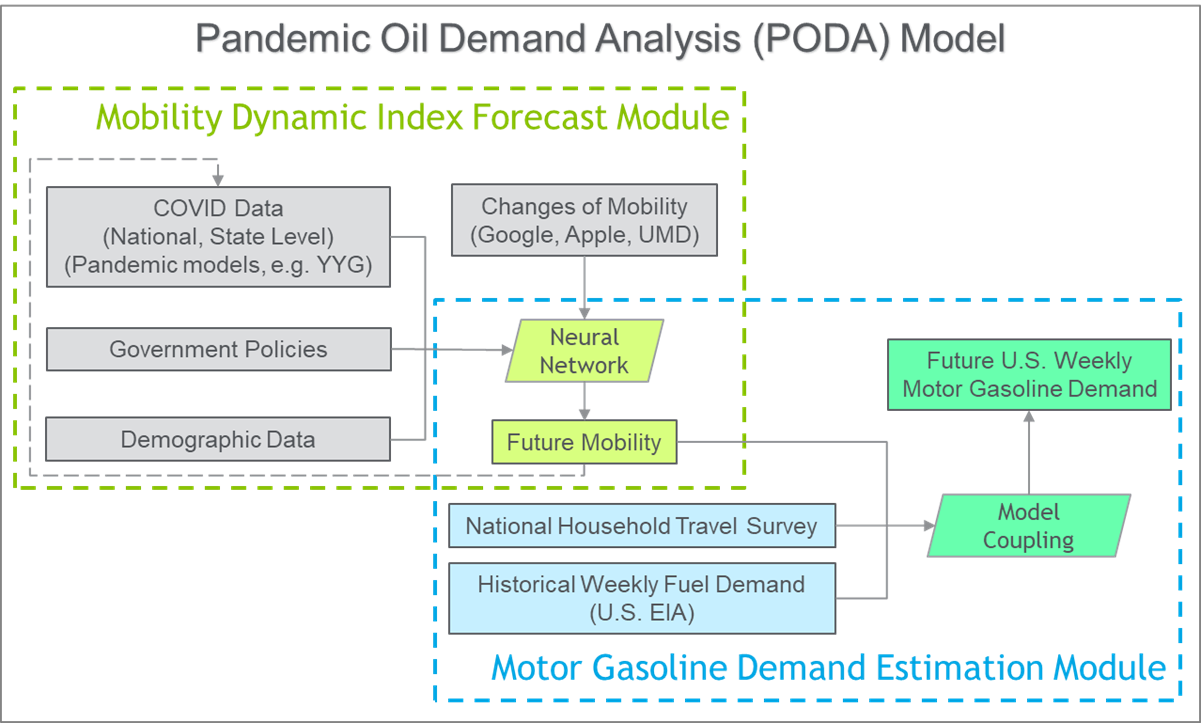 Pandemic Oil Demand Analysis (PODA) Model
Mobility Dynamic Index Forecast Module
COVID Data
(National, State Level)
(Pandemic models, e.g. YYG)
Changes of Mobility
(Google, Apple, UMD)
Government Policies
Neural
Network
Demographic Data
Future Mobility
Future U.S. Weekly
Motor Gasoline Demand
National Household Travel Survey
Model
Coupling
Historical Weekly Fuel Demand
(U.S. EIA)
Motor Gasoline Demand Estimation Module